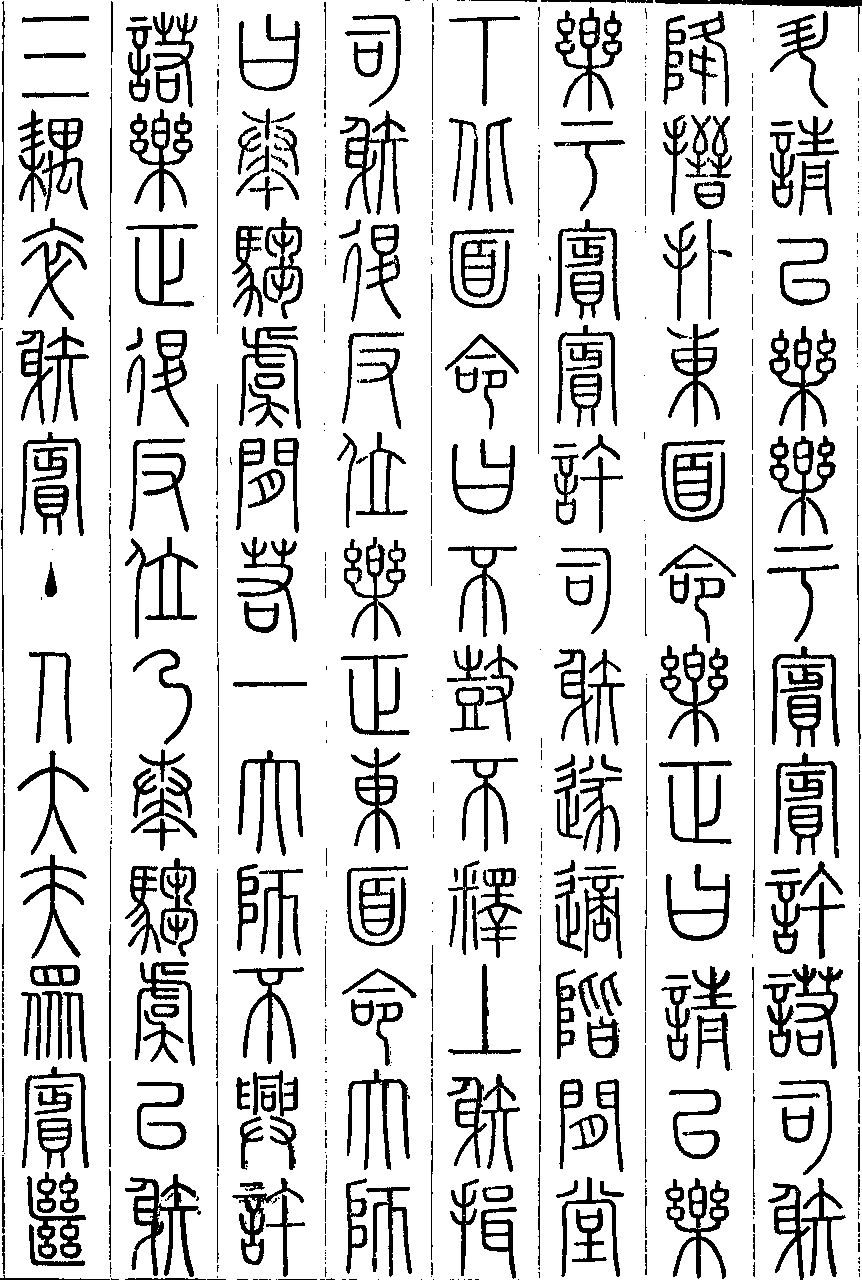 升請以樂樂于賓賓許諾司射
降搢扑東面命樂正曰請以樂
樂于賓賓許司射遂適階間堂
下北面命曰不鼓不釋上射揖
司射退反位樂正東面命大師
曰奏騶虞間若一大師不興許
諾樂正退反位乃奏騶虞以射
三耦卒射賓主人大夫衆賓繼